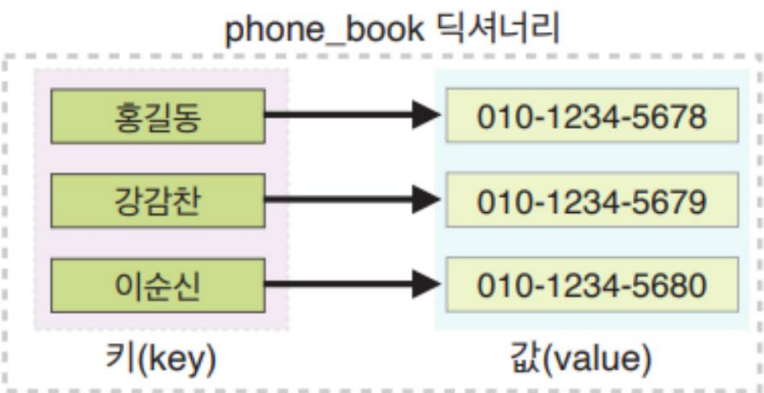 phone_book 딕셔너리
홍길동 010-1234-5678
강감찬 010-1234-5679
이순신 010-1234-5680
키(key) 값(value)